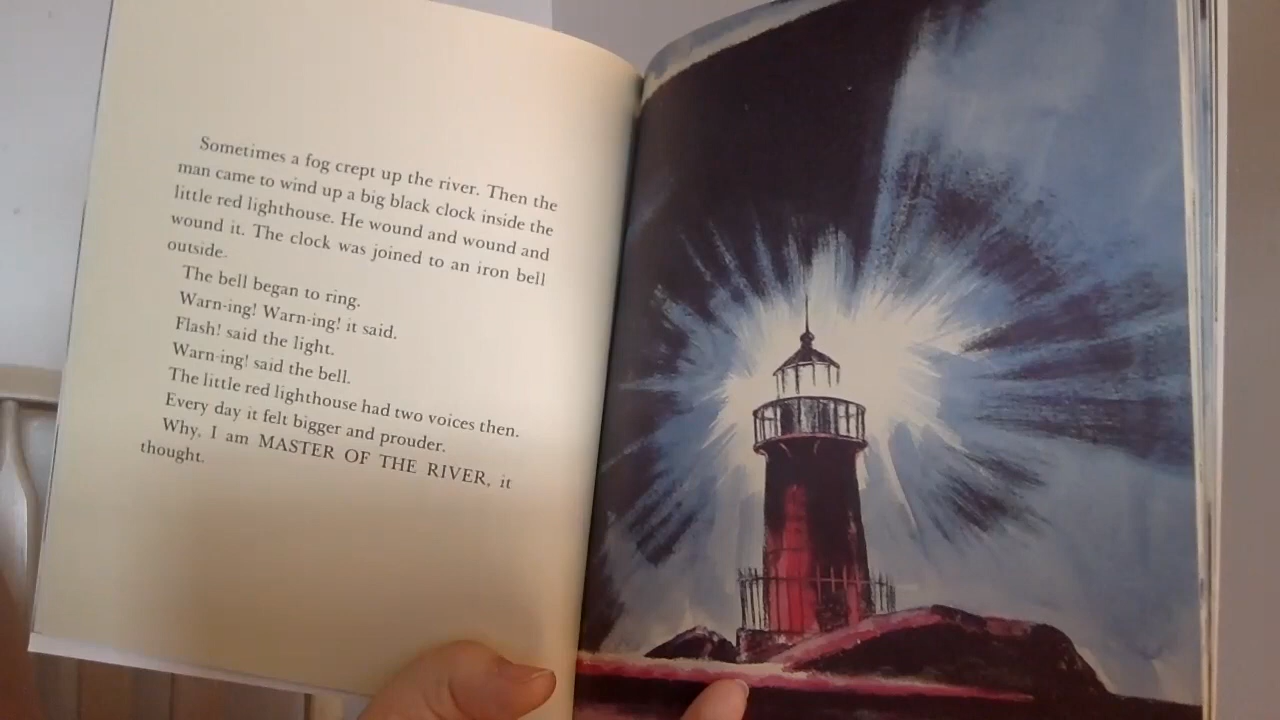 Sometimes a fog crept up the river. Then the
man came to wind up a big black clock inside the
little red lighthouse. He wound and wound and
wound it. The clock was joined to an iron bell
outside.
The bell began to ring.
Warn-ing! Warn-ing! it said.
Flash! said the light.
Warn-ing! said the bell.
The little red lighthouse had two voices then.
Every day it felt bigger and prouder.
Why, I am MASTER OF THE RIVER, it
thought.